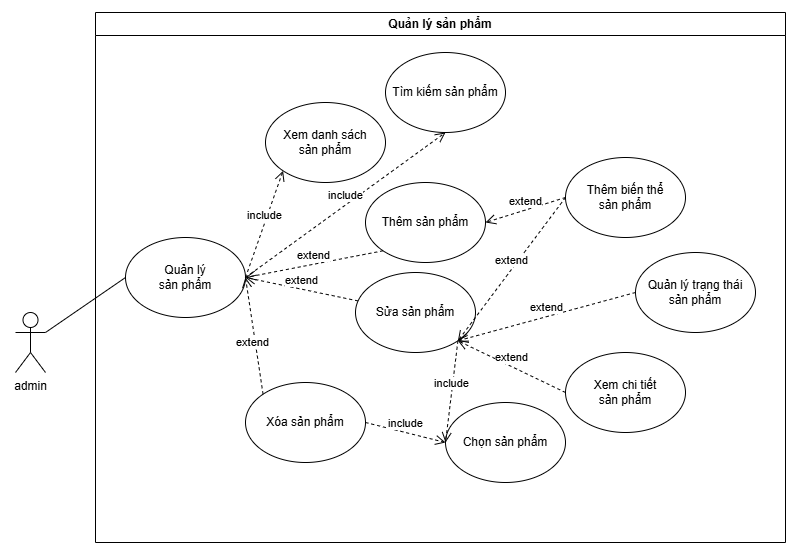 Quản lý sản phẩm
Tìm kiếm sản phẩm
Xem danh sách
sản phẩm
include
include
Thêm biến thể
sản phẩm
extend
Thêm sản phẩm
extend
extend
extend
Quản lý
sản phẩm
Quản lý trạng thái
sản phẩm
extend
Sửa sản phẩm
extend
extend
include
Xem chi tiết
sản phẩm
admin
Xóa sản phẩm
include
Chọn sản phẩm